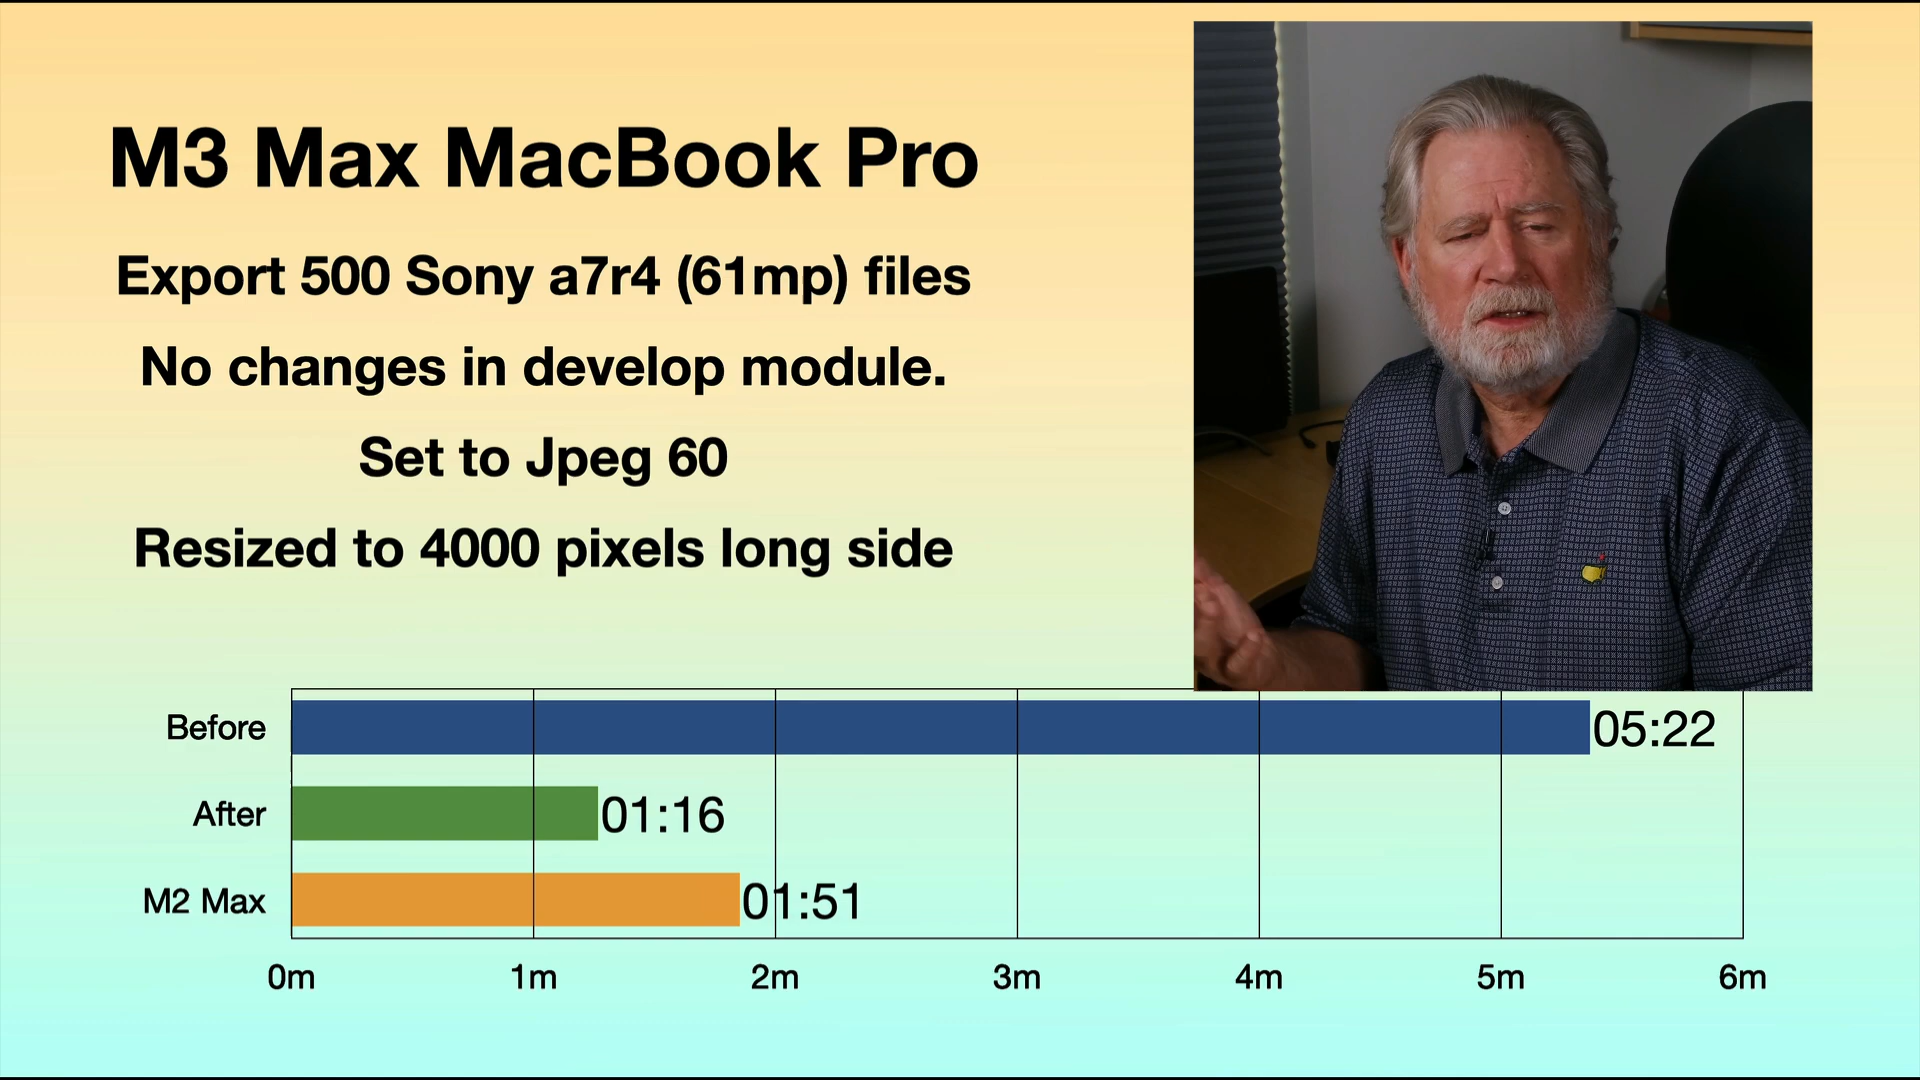 M3 Max MacBook Pro
Export 500 Sony a7r4 (61mp) files
No changes in develop module.
Set to Jpeg 60
Resized to 4000 pixels long side
Before 05:22
After 01:16
M2 Max 01:51
0m 1m 2m 3m 4m 5m 6m